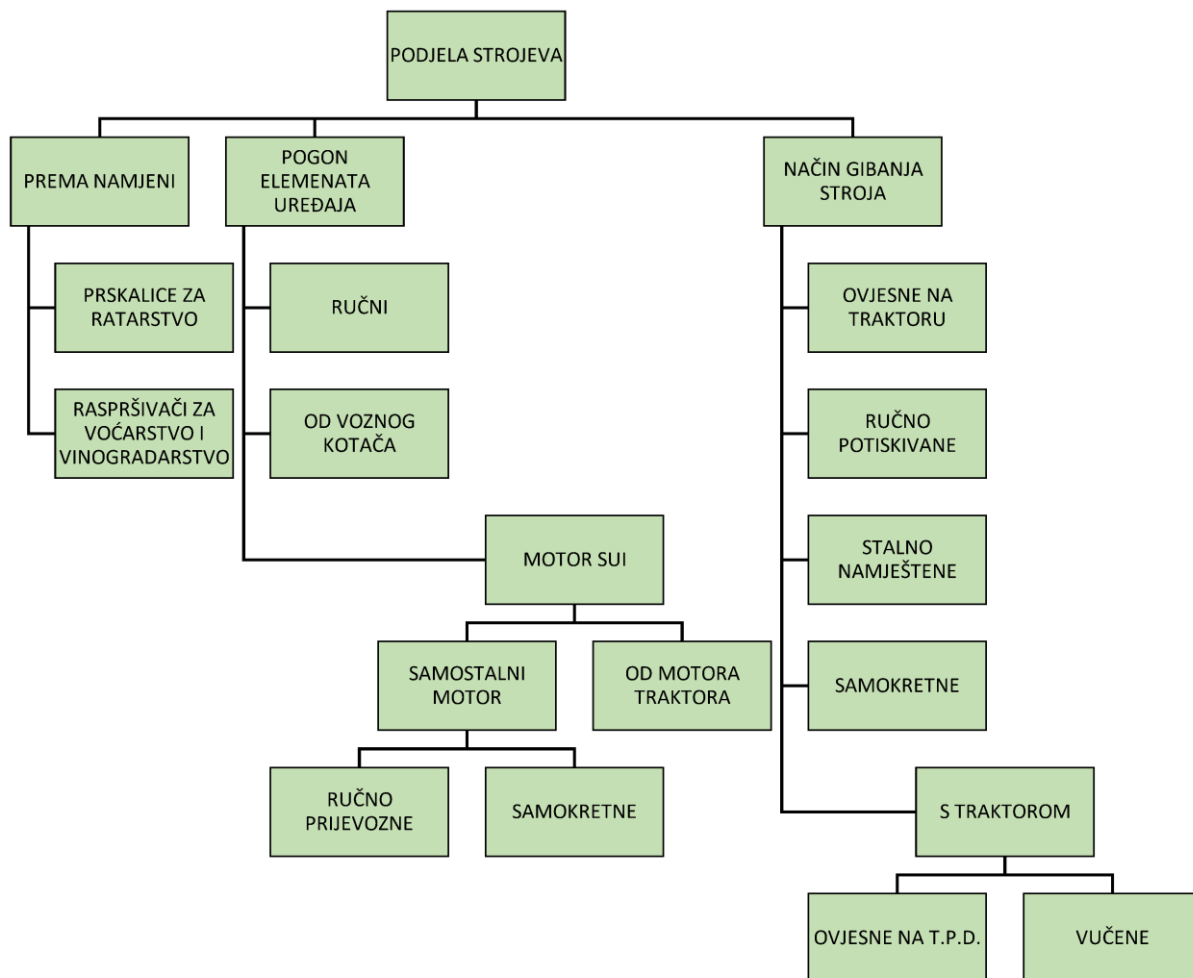 PODJELA STROJEVA
PREMA NAMJENI
POGON
ELEMENATA
UREĐAJA
NAČIN GIBANJA
STROJA
PRSKALICE ZA
RATARSTVO
RUČNI
OVJESNE NA
TRAKTORU
RASPRŠIVAČI ZA
VOĆARSTVO I
VINOGRADARSTVO
OD VOZNOG
KOTAČA
RUČNO
POTISKIVANE
MOTOR SUI
STALNO
NAMJEŠTENE
SAMOSTALNI
MOTOR
OD MOTORA
TRAKTORA
SAMOKRETNE
RUČNO
PRIJEVOZNE
SAMOKRETNE
S TRAKTOROM
OVJESNE NA T.P.D.
VUČENE